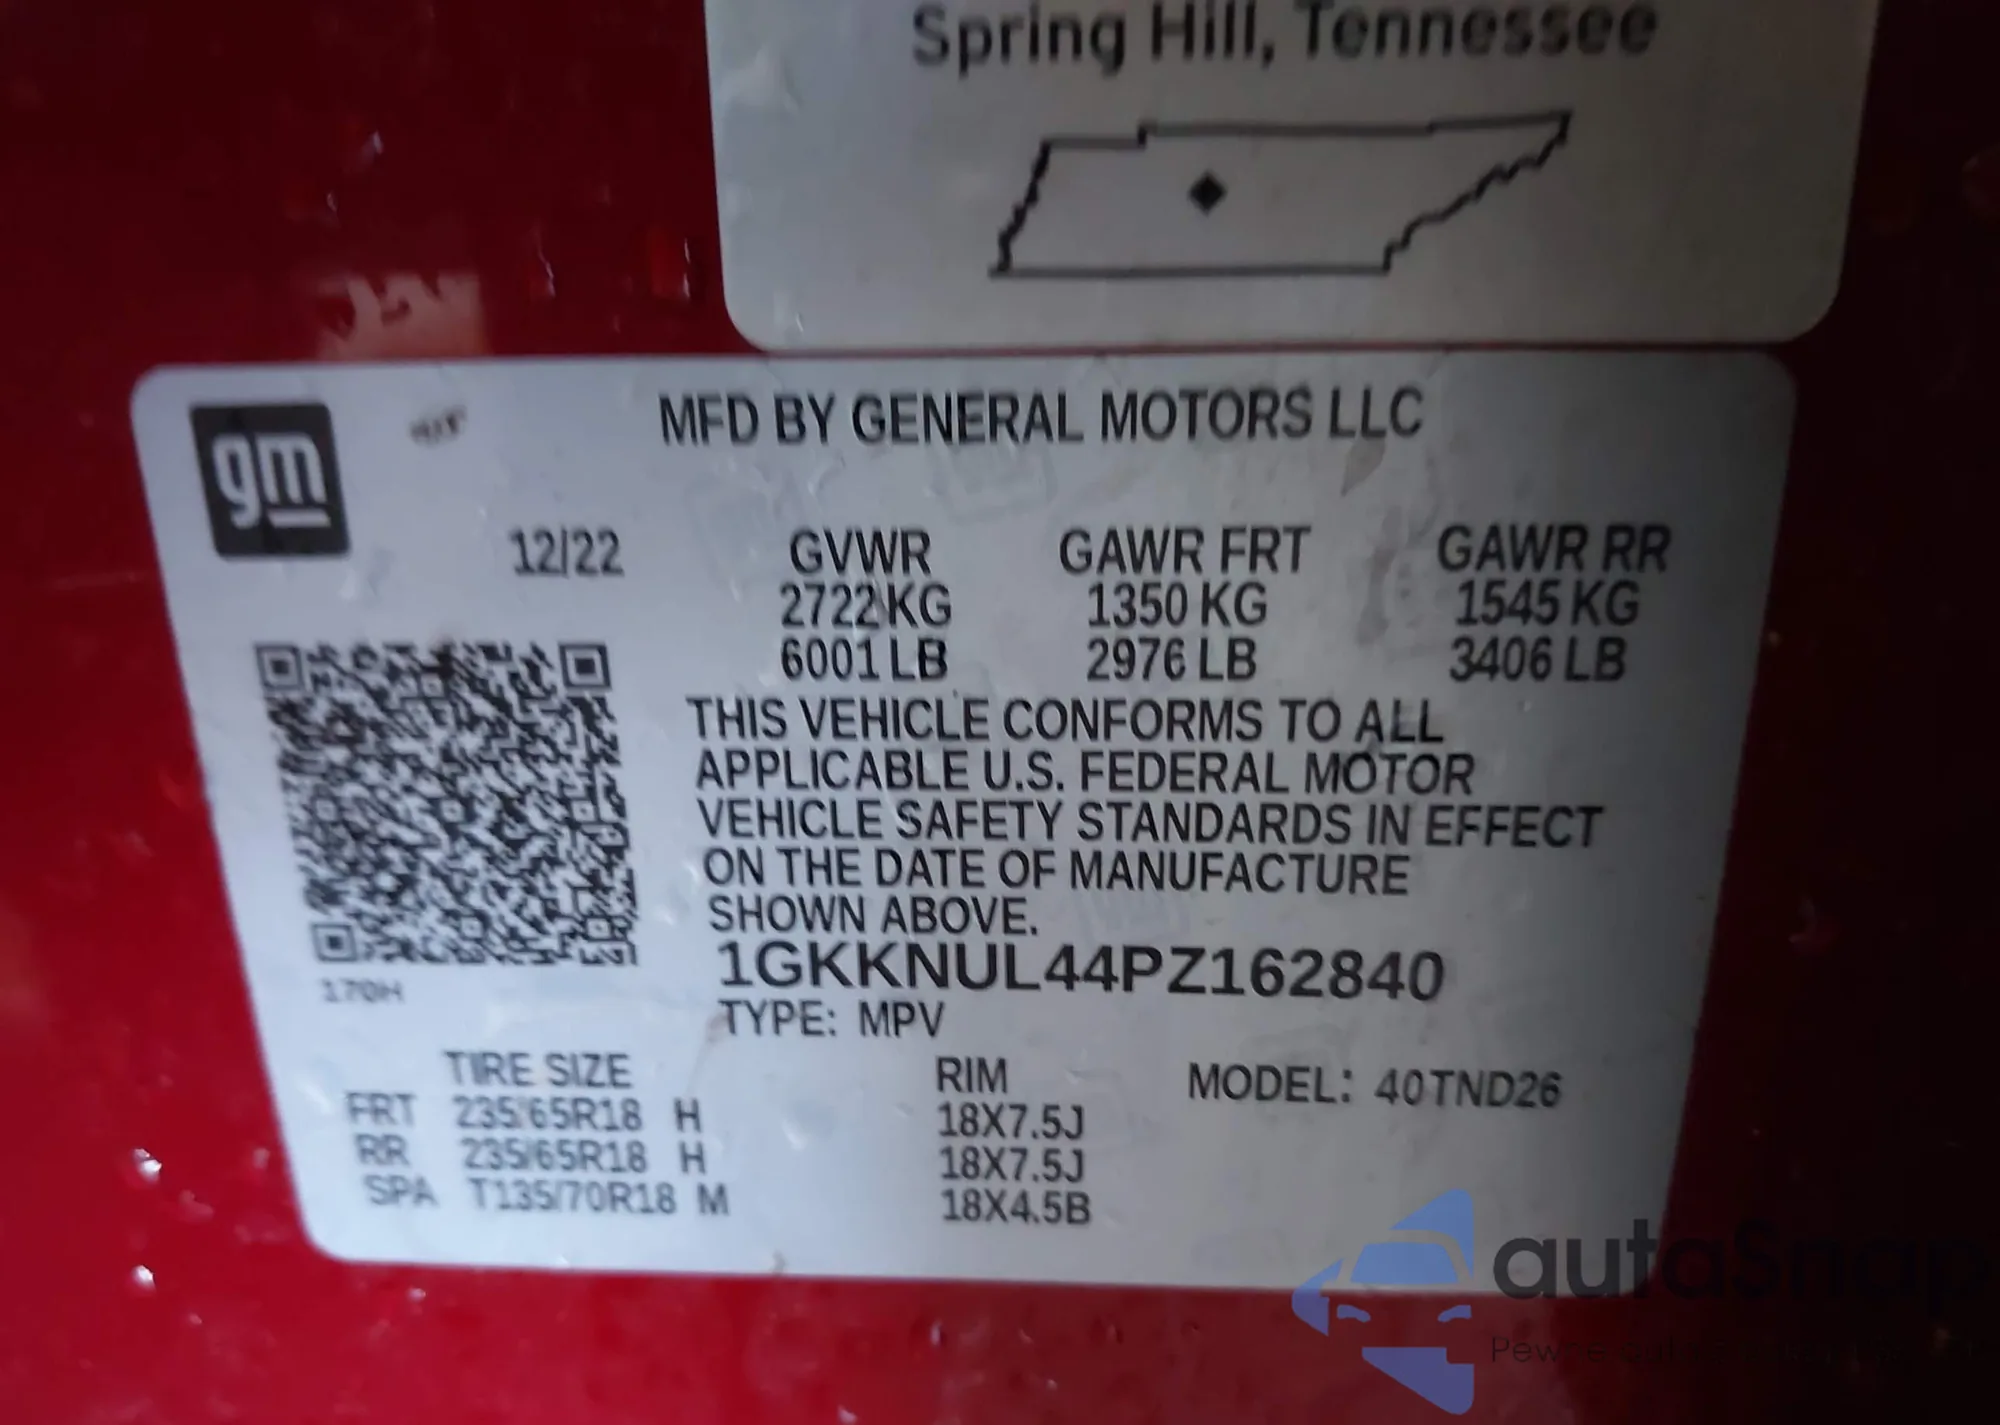 Spring Hill, Tennessee
gm
MFD BY GENERAL MOTORS LLC
12/22 GVWR GAWR FRT GAWR RR
2722 KG 1350 KG 1545 KG
6001 LB 2976 LB 3406 LB
THIS VEHICLE CONFORMS TO ALL
APPLICABLE U.S. FEDERAL MOTOR
VEHICLE SAFETY STANDARDS IN EFFECT
ON THE DATE OF MANUFACTURE
SHOWN ABOVE.
1GKKNUL44PZ162840
170H
TYPE: MPV
TIRE SIZE RIM MODEL: 40TND26
FRT 235/65R18 H 18X7.5J
RR 235/65R18 H 18X7.5J
SPA T135/70R18 M 18X4.5B
autaSnap